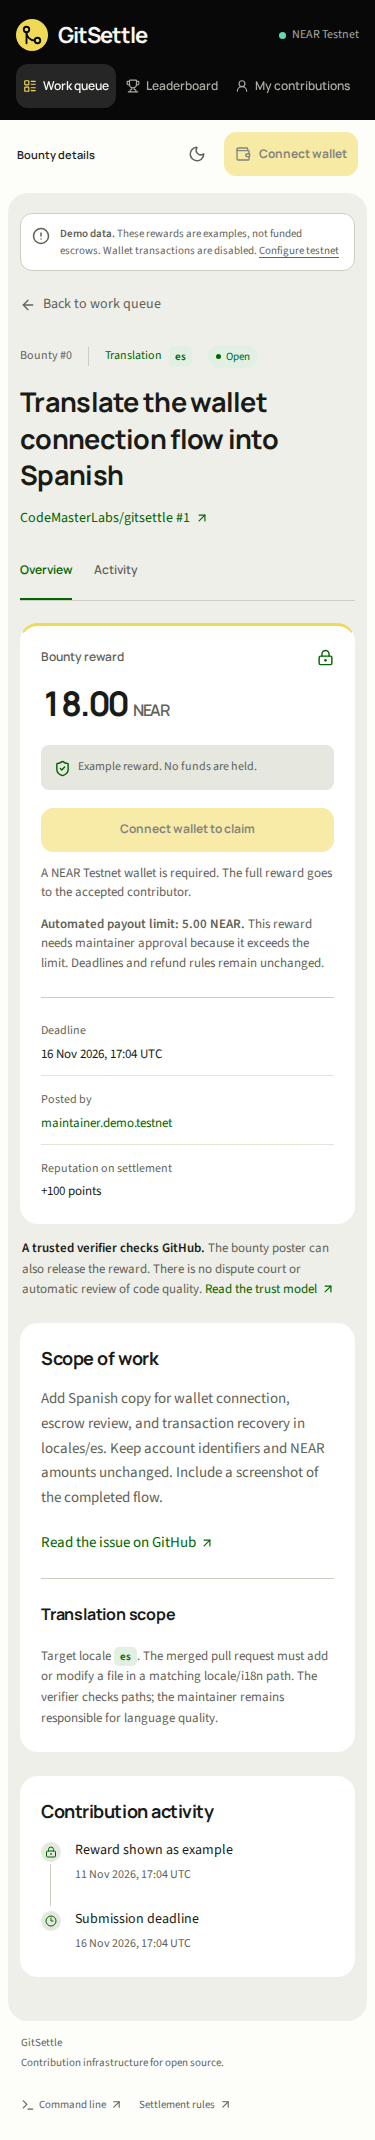 GitSettle
NEAR Testnet
Work queue
Leaderboard
My contributions
Bounty details
Connect wallet
Demo data. These rewards are examples, not funded
escrows. Wallet transactions are disabled. Configure testnet
Back to work queue
Bounty #0
Translation es
Open
Translate the wallet
connection flow into
Spanish
CodeMasterLabs/gitsettle #1
Overview
Activity
Bounty reward
18.00 NEAR
Example reward. No funds are held.
Connect wallet to claim
A NEAR Testnet wallet is required. The full reward goes
to the accepted contributor.
Automated payout limit: 5.00 NEAR. This reward
needs maintainer approval because it exceeds the
limit. Deadlines and refund rules remain unchanged.
Deadline
16 Nov 2026, 17:04 UTC
Posted by
maintainer.demo.testnet
Reputation on settlement
+100 points
A trusted verifier checks GitHub. The bounty poster can
also release the reward. There is no dispute court or
automatic review of code quality. Read the trust model
Scope of work
Add Spanish copy for wallet connection,
escrow review, and transaction recovery in
locales/es. Keep account identifiers and NEAR
amounts unchanged. Include a screenshot of
the completed flow.
Read the issue on GitHub
Translation scope
Target locale es. The merged pull request must add
or modify a file in a matching locale/i18n path. The
verifier checks paths; the maintainer remains
responsible for language quality.
Contribution activity
Reward shown as example
11 Nov 2026, 17:04 UTC
Submission deadline
16 Nov 2026, 17:04 UTC
GitSettle
Contribution infrastructure for open source.
Command line
Settlement rules